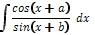 ∫ cos(x + a) / sin(x + b) dx